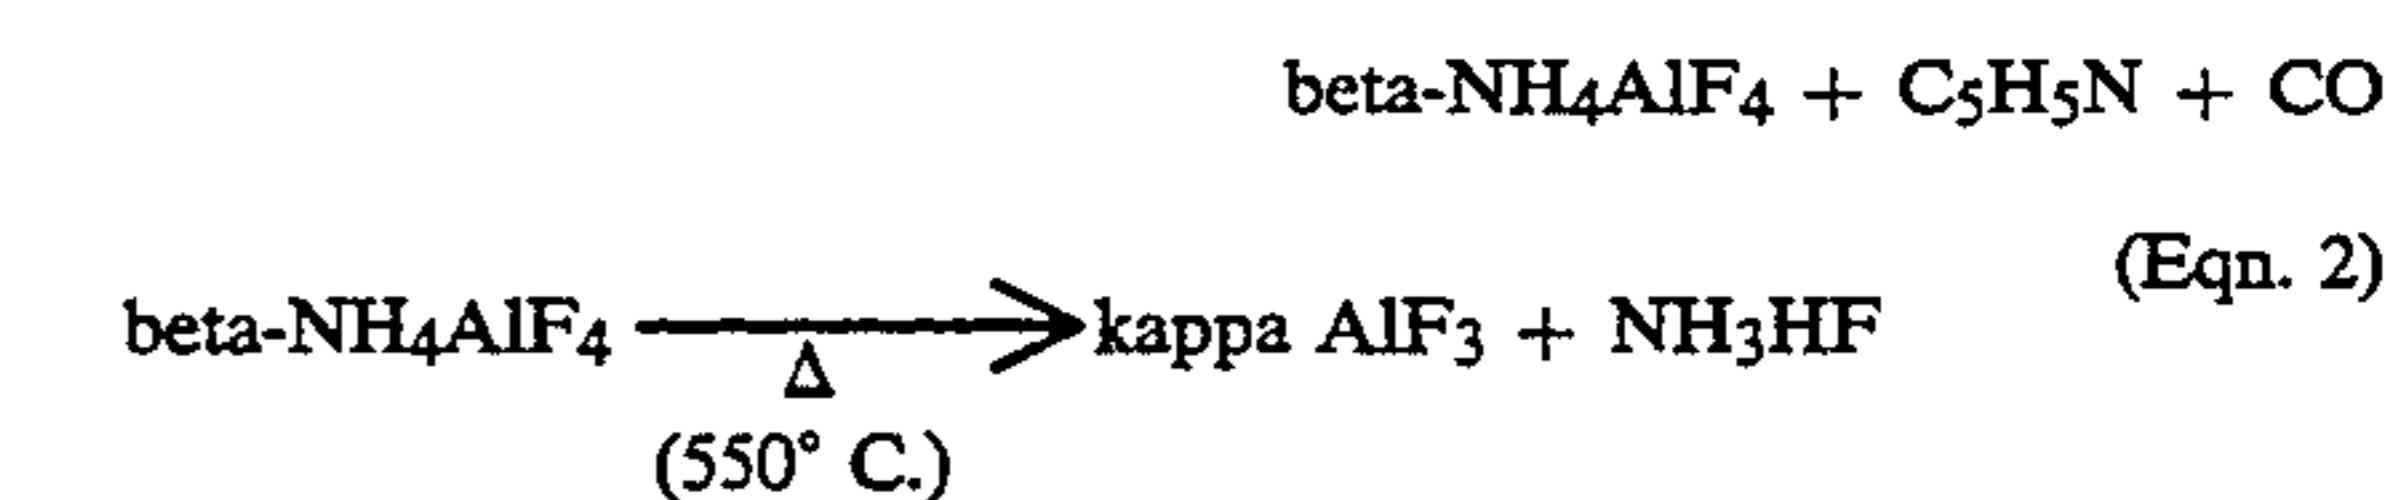 beta-NH4AlF4 + C5H5N + CO
(Eqn. 2)
beta-NH4AlF4 ⟶ kappa AlF3 + NH3HF
Δ
(550° C.)